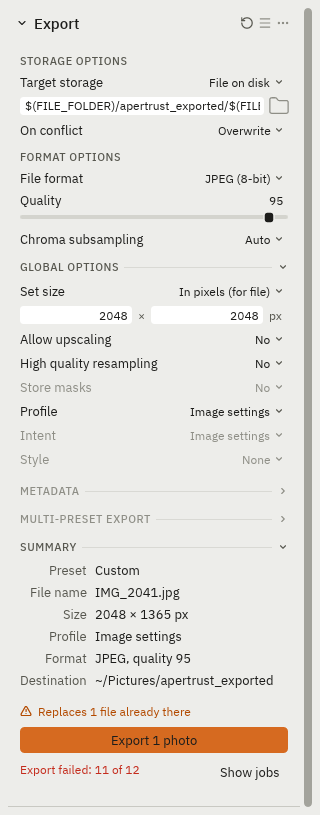 Export
STORAGE OPTIONS
Target storage File on disk
$(FILE_FOLDER)/apertrust_exported/$(FILE
On conflict Overwrite
FORMAT OPTIONS
File format JPEG (8-bit)
Quality 95
Chroma subsampling Auto
GLOBAL OPTIONS
Set size In pixels (for file)
2048 × 2048 px
Allow upscaling No
High quality resampling No
Store masks No
Profile Image settings
Intent Image settings
Style None
METADATA
MULTI-PRESET EXPORT
SUMMARY
Preset Custom
File name IMG_2041.jpg
Size 2048 × 1365 px
Profile Image settings
Format JPEG, quality 95
Destination ~/Pictures/apertrust_exported
Replaces 1 file already there
Export 1 photo
Export failed: 11 of 12 Show jobs